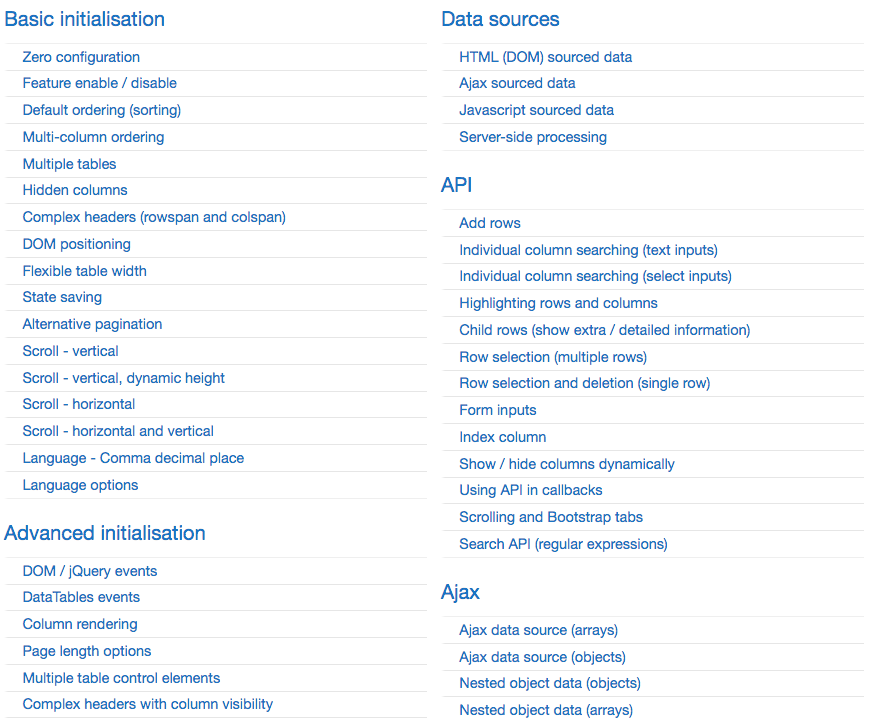 Basic initialisation
Zero configuration
Feature enable / disable
Default ordering (sorting)
Multi-column ordering
Multiple tables
Hidden columns
Complex headers (rowspan and colspan)
DOM positioning
Flexible table width
State saving
Alternative pagination
Scroll - vertical
Scroll - vertical, dynamic height
Scroll - horizontal
Scroll - horizontal and vertical
Language - Comma decimal place
Language options
Advanced initialisation
DOM / jQuery events
DataTables events
Column rendering
Page length options
Multiple table control elements
Complex headers with column visibility
Data sources
HTML (DOM) sourced data
Ajax sourced data
Javascript sourced data
Server-side processing
API
Add rows
Individual column searching (text inputs)
Individual column searching (select inputs)
Highlighting rows and columns
Child rows (show extra / detailed information)
Row selection (multiple rows)
Row selection and deletion (single row)
Form inputs
Index column
Show / hide columns dynamically
Using API in callbacks
Scrolling and Bootstrap tabs
Search API (regular expressions)
Ajax
Ajax data source (arrays)
Ajax data source (objects)
Nested object data (objects)
Nested object data (arrays)